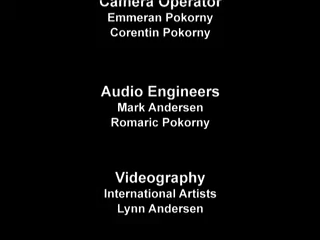 Camera Operator
Emmeran Pokorny
Corentin Pokorny
Audio Engineers
Mark Andersen
Romaric Pokorny
Videography
International Artists
Lynn Andersen